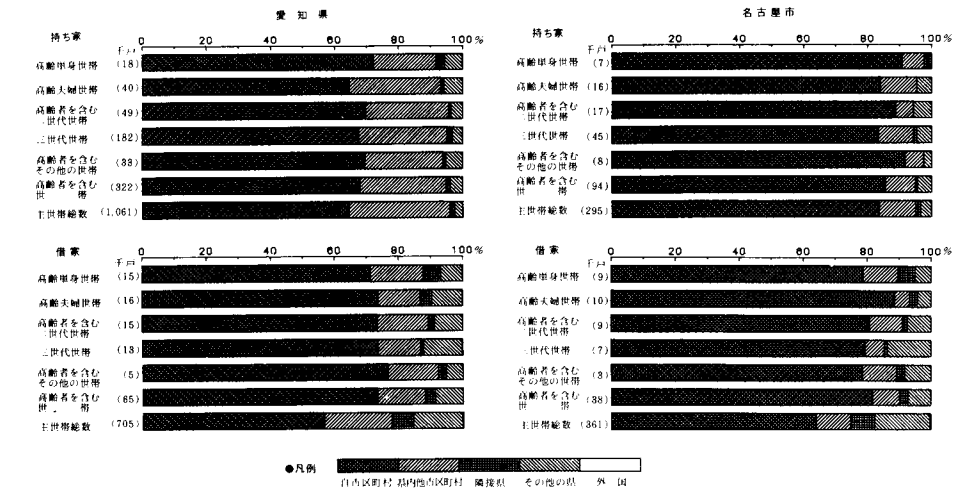 愛知県
持ち家
0 20 40 60 80 100%
千戸
高齢単身世帯 (18)
高齢夫婦世帯 (40)
高齢者を含む
二世代世帯 (49)
三世代世帯 (182)
高齢者を含む
その他の世帯 (33)
高齢者を含む
世帯 (322)
主世帯総数 (1,061)
借家
0 20 40 60 80 100%
千戸
高齢単身世帯 (15)
高齢夫婦世帯 (16)
高齢者を含む
二世代世帯 (15)
三世代世帯 (13)
高齢者を含む
その他の世帯 (5)
高齢者を含む
世帯 (65)
主世帯総数 (705)
名古屋市
持ち家
0 20 40 60 80 100%
千戸
高齢単身世帯 (7)
高齢夫婦世帯 (16)
高齢者を含む
二世代世帯 (17)
三世代世帯 (45)
高齢者を含む
その他の世帯 (8)
高齢者を含む
世帯 (94)
主世帯総数 (295)
借家
0 20 40 60 80 100%
千戸
高齢単身世帯 (9)
高齢夫婦世帯 (10)
高齢者を含む
二世代世帯 (9)
三世代世帯 (7)
高齢者を含む
その他の世帯 (3)
高齢者を含む
世帯 (38)
主世帯総数 (361)
●凡例
自市区町村 県内他市区町村 隣接県 その他の県 外国